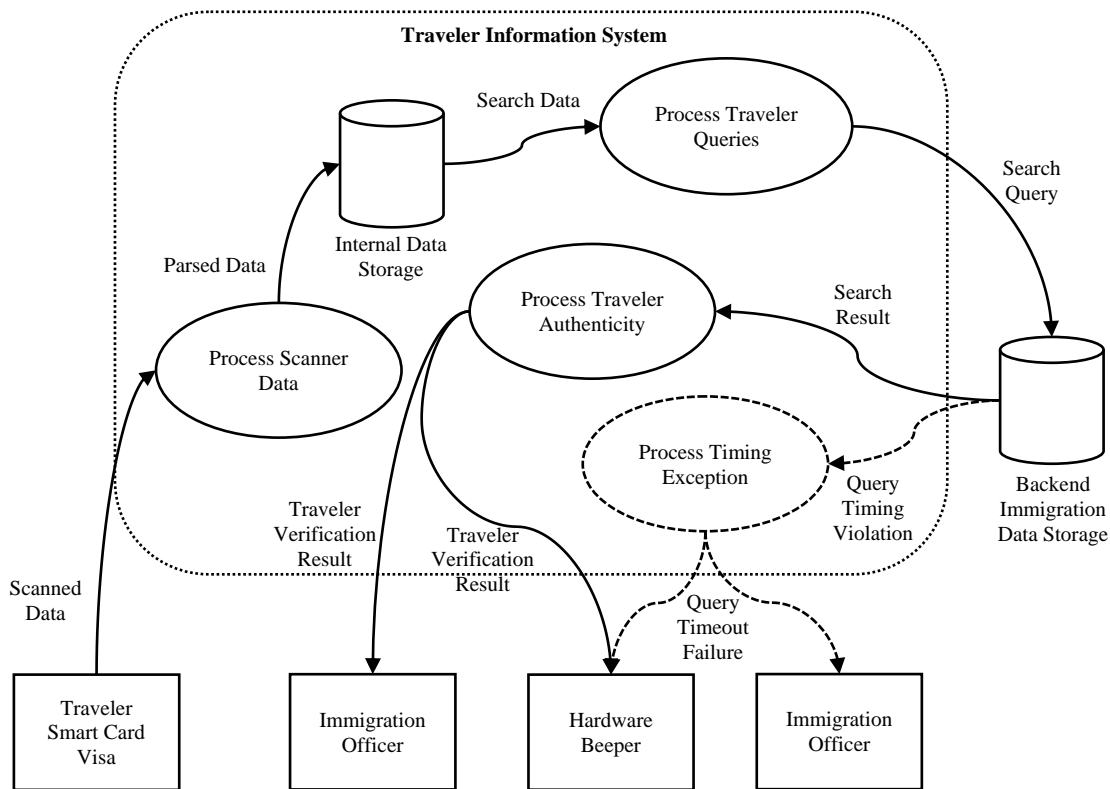 Traveler Information System
Search Data
Process Traveler
Queries
Search
Query
Internal Data
Storage
Parsed Data
Process Traveler
Authenticity
Search
Result
Process Scanner
Data
Process Timing
Exception
Query
Timing
Violation
Backend
Immigration
Data Storage
Traveler
Verification
Result
Traveler
Verification
Result
Scanned
Data
Query
Timeout
Failure
Traveler
Smart Card
Visa
Immigration
Officer
Hardware
Beeper
Immigration
Officer